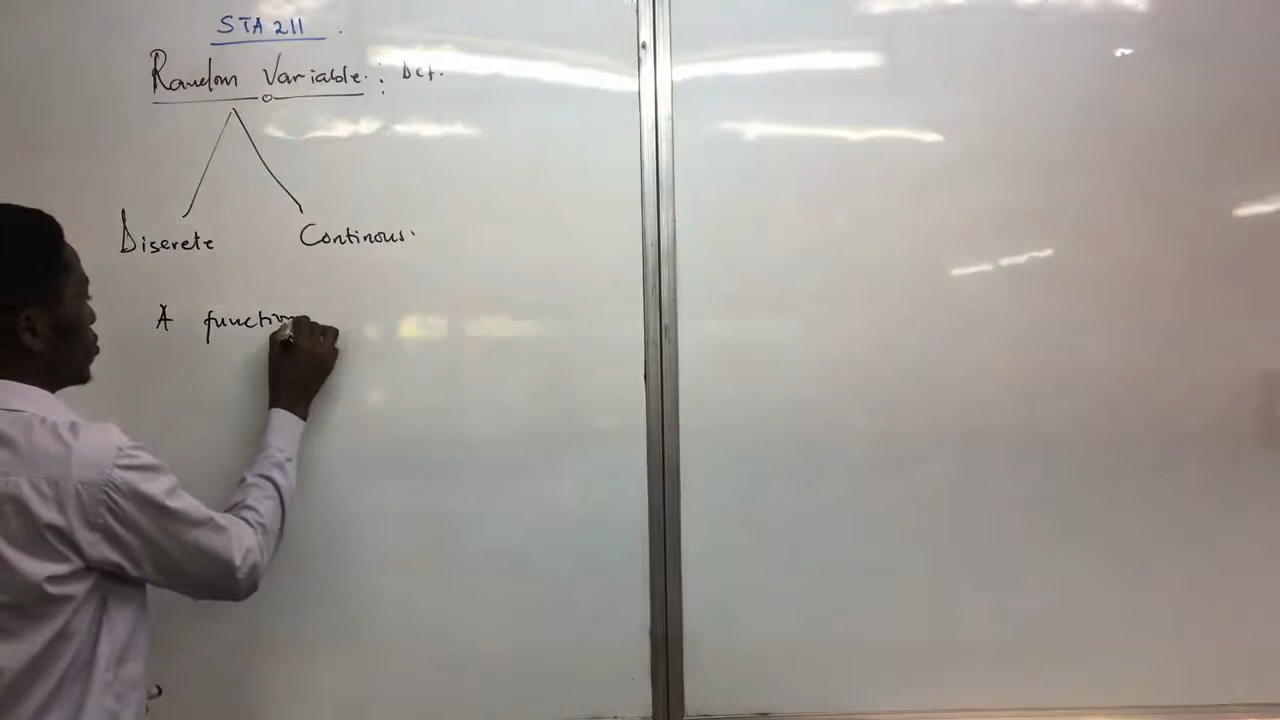 STA 211.
Random Variable: Def.
Discrete Continous.
A function